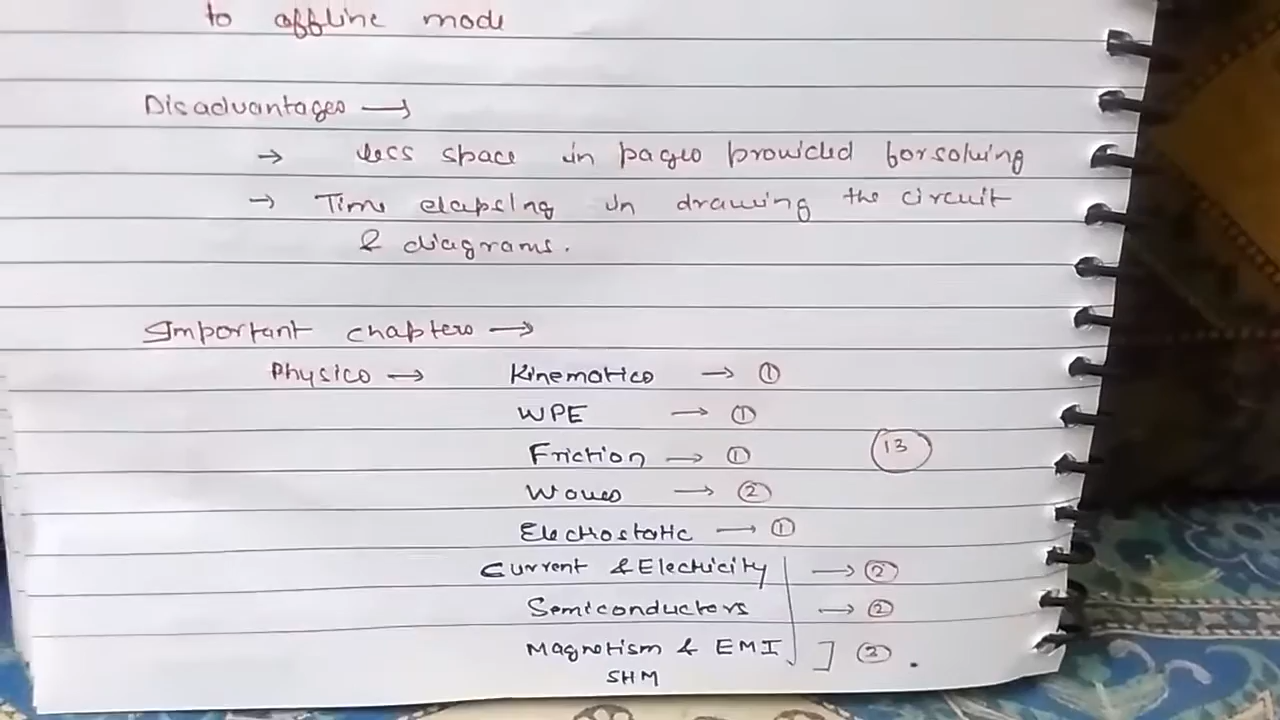 to offline mode
Disadvantages →
→ less space in pages provided for solving
→ Time elapsing in drawing the circuit
& diagrams.
Important chapters →
Physics → Kinematics → ①
WPE → ①
Friction → ①
13
Waves → ②
Electrostatic → ①
Current & Electricity → ②
Semiconductors → ②
Magnetism & EMI ] ③ .
SHM